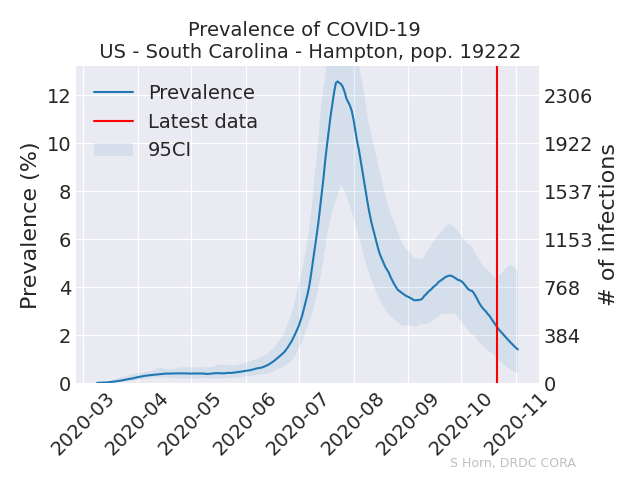 Prevalence of COVID-19
US - South Carolina - Hampton, pop. 19222
Prevalence
Latest data
95CI
Prevalence (%)
12
10
8
6
4
2
0
2306
1922
1537
1153
768
384
0
# of infections
2020-03
2020-04
2020-05
2020-06
2020-07
2020-08
2020-09
2020-10
2020-11
S Horn, DRDC CORA